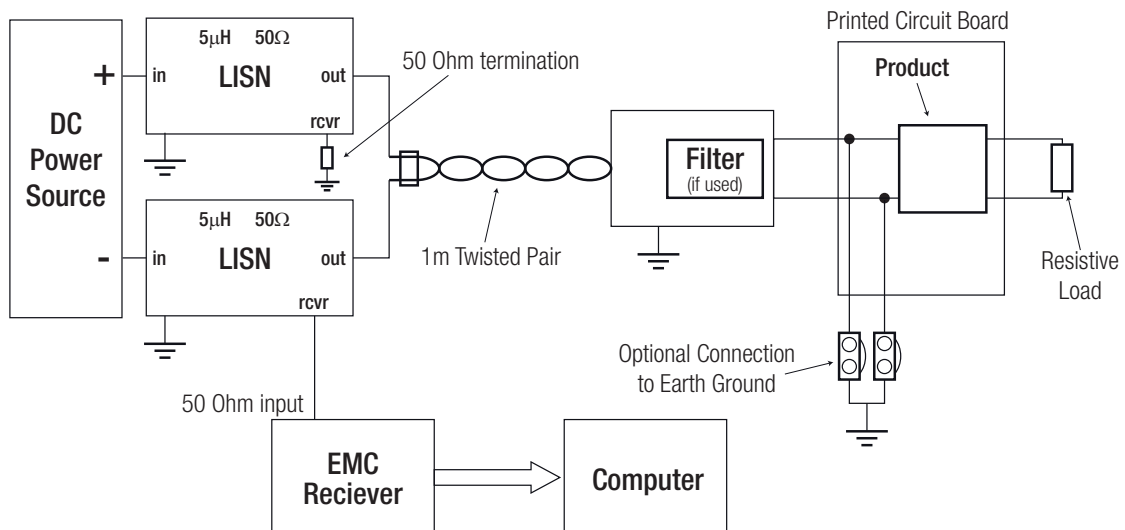 Printed Circuit Board
5μH 50Ω
LISN
in
out
rcvr
50 Ohm termination
+
DC
Power
Source
-
Product
Filter
(if used)
5μH 50Ω
LISN
in
out
rcvr
1m Twisted Pair
Resistive
Load
Optional Connection
to Earth Ground
50 Ohm input
EMC
Reciever
Computer